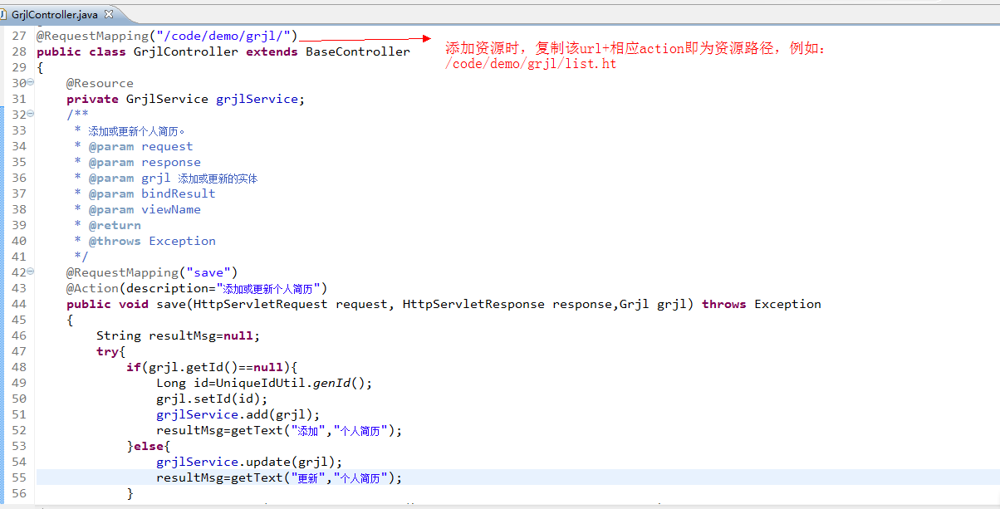 GrjlController.java
27 @RequestMapping("/code/demo/grjl/")
添加资源时，复制该url+相应action即为资源路径，例如：
/code/demo/grjl/list.ht
28 public class GrjlController extends BaseController
29 {
30 @Resource
31 private GrjlService grjlService;
32 /**
33 * 添加或更新个人简历。
34 * @param request
35 * @param response
36 * @param grjl 添加或更新的实体
37 * @param bindResult
38 * @param viewName
39 * @return
40 * @throws Exception
41 */
42 @RequestMapping("save")
43 @Action(description="添加或更新个人简历")
44 public void save(HttpServletRequest request, HttpServletResponse response,Grjl grjl) throws Exception
45 {
46 String resultMsg=null;
47 try{
48 if(grjl.getId()==null){
49 Long id=UniqueIdUtil.genId();
50 grjl.setId(id);
51 grjlService.add(grjl);
52 resultMsg=getText("添加","个人简历");
53 }else{
54 grjlService.update(grjl);
55 resultMsg=getText("更新","个人简历");
56 }